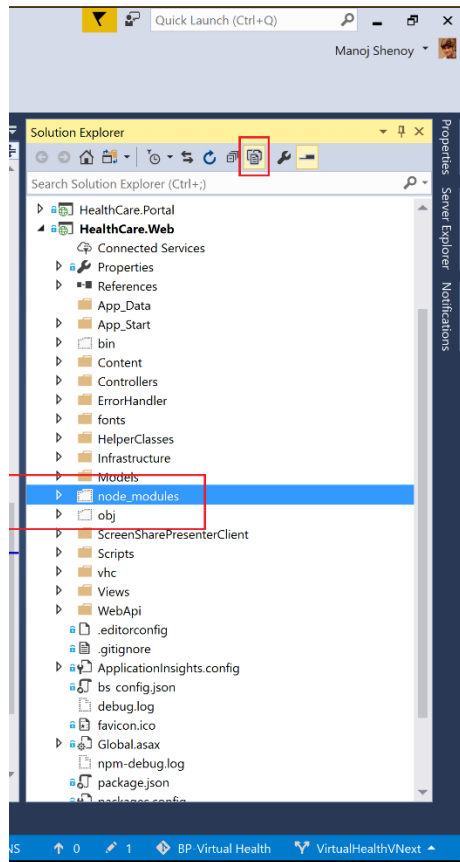 Quick Launch (Ctrl+Q)
Manoj Shenoy
Solution Explorer
Search Solution Explorer (Ctrl+;)
HealthCare.Portal
HealthCare.Web
Connected Services
Properties
References
App_Data
App_Start
bin
Content
Controllers
ErrorHandler
fonts
HelperClasses
Infrastructure
Models
node_modules
obj
ScreenSharePresenterClient
Scripts
vhc
Views
WebApi
.editorconfig
.gitignore
ApplicationInsights.config
bs config.json
debug.log
favicon.ico
Global.asax
npm-debug.log
package.json
packages.config
Properties
Server Explorer
Notifications
NS 0 1 BP-Virtual Health VirtualHealthVNext